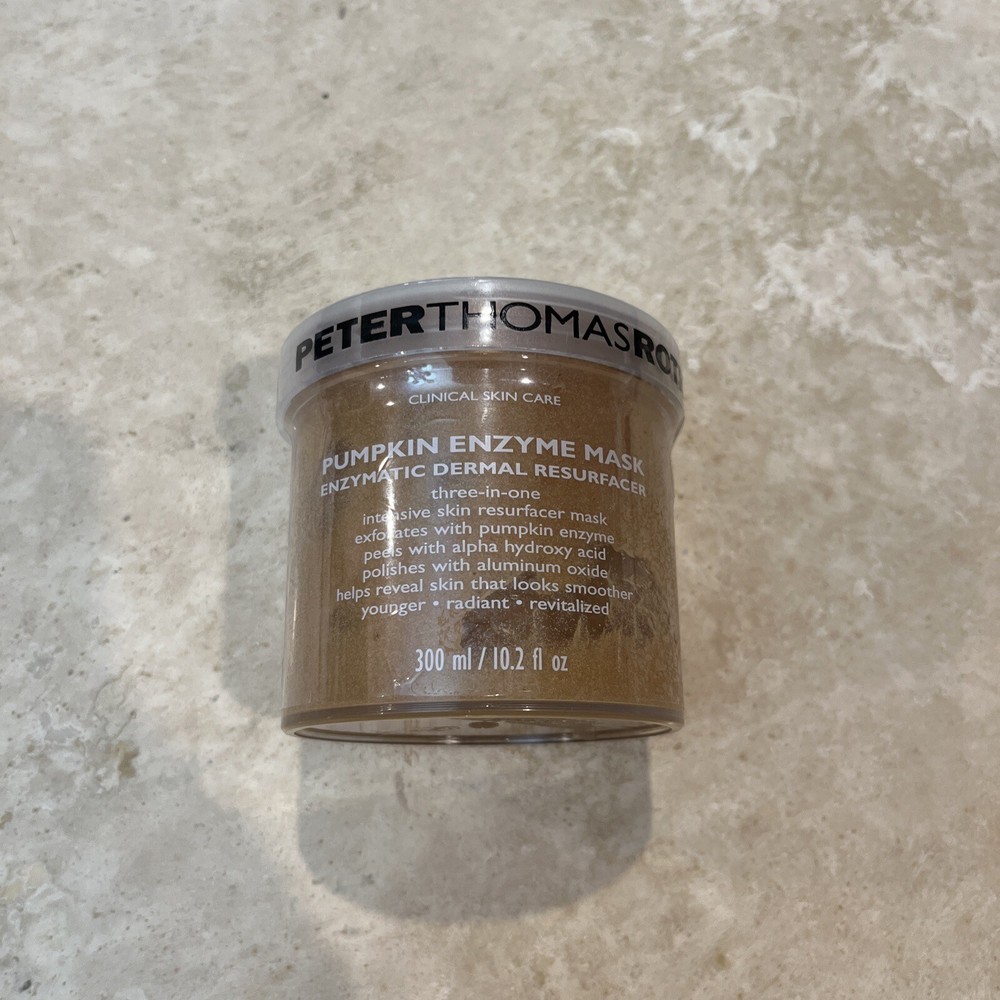 PETERTHOMASROT
CLINICAL SKIN CARE
PUMPKIN ENZYME MASK
ENZYMATIC DERMAL RESURFACER
three-in-one
intensive skin resurfacer mask
exfoliates with pumpkin enzyme
peels with alpha hydroxy acid
polishes with aluminum oxide
helps reveal skin that looks smoother
younger • radiant • revitalized
300 ml / 10.2 fl oz